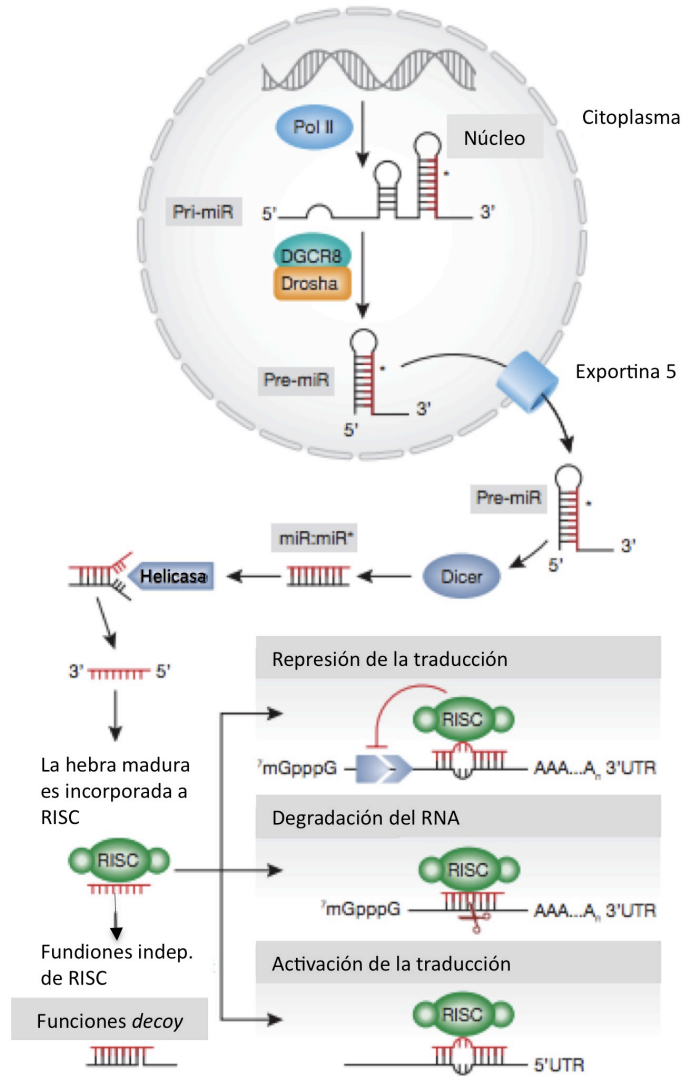 Citoplasma
Pol II
Núcleo
*
Pri-miR
5’
3’
DGCR8
Drosha
Pre-miR
*
3’
5’
Exportina 5
Pre-miR
*
3’
5’
miR:miR*
Helicasa
Dicer
3’ 5’
La hebra madura
es incorporada a
RISC
RISC
Fundiones indep.
de RISC
Funciones decoy
Represión de la traducción
RISC
⁷mGpppG AAA...Aₙ 3’UTR
Degradación del RNA
RISC
⁷mGpppG AAA...Aₙ 3’UTR
Activación de la traducción
RISC
5’UTR